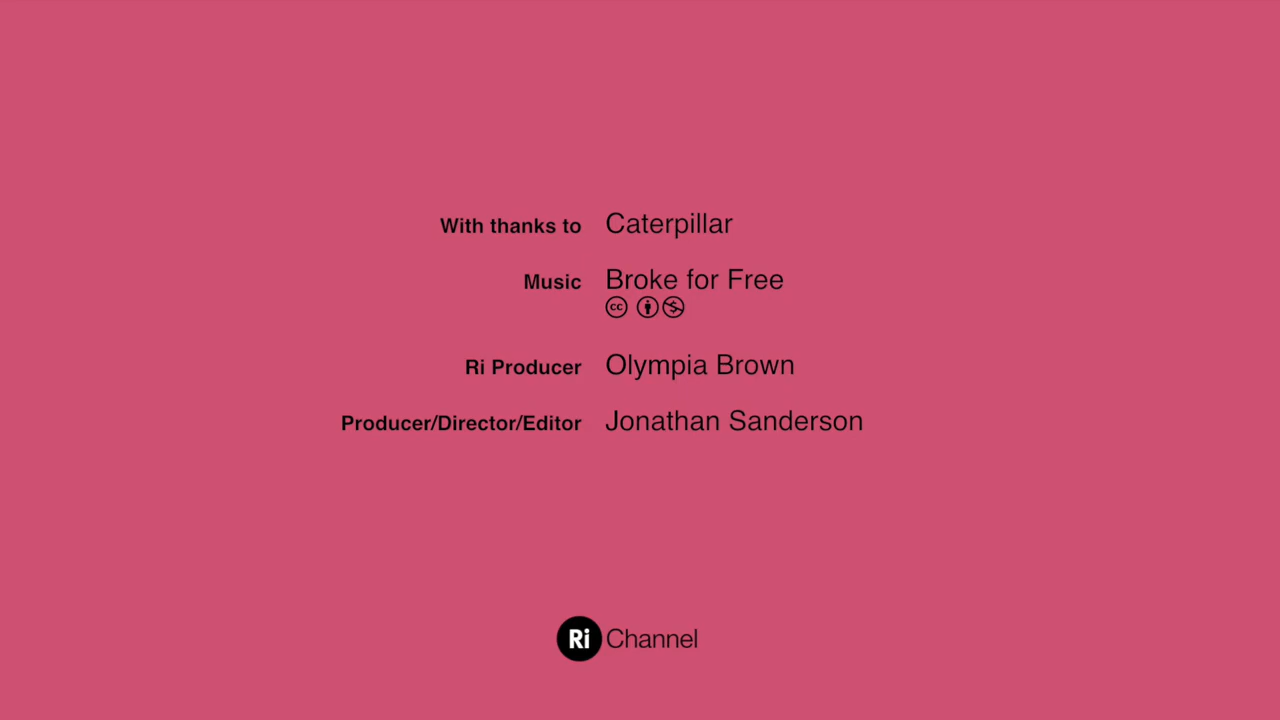 With thanks to Caterpillar
Music Broke for Free
cc
Ri Producer Olympia Brown
Producer/Director/Editor Jonathan Sanderson
Ri Channel